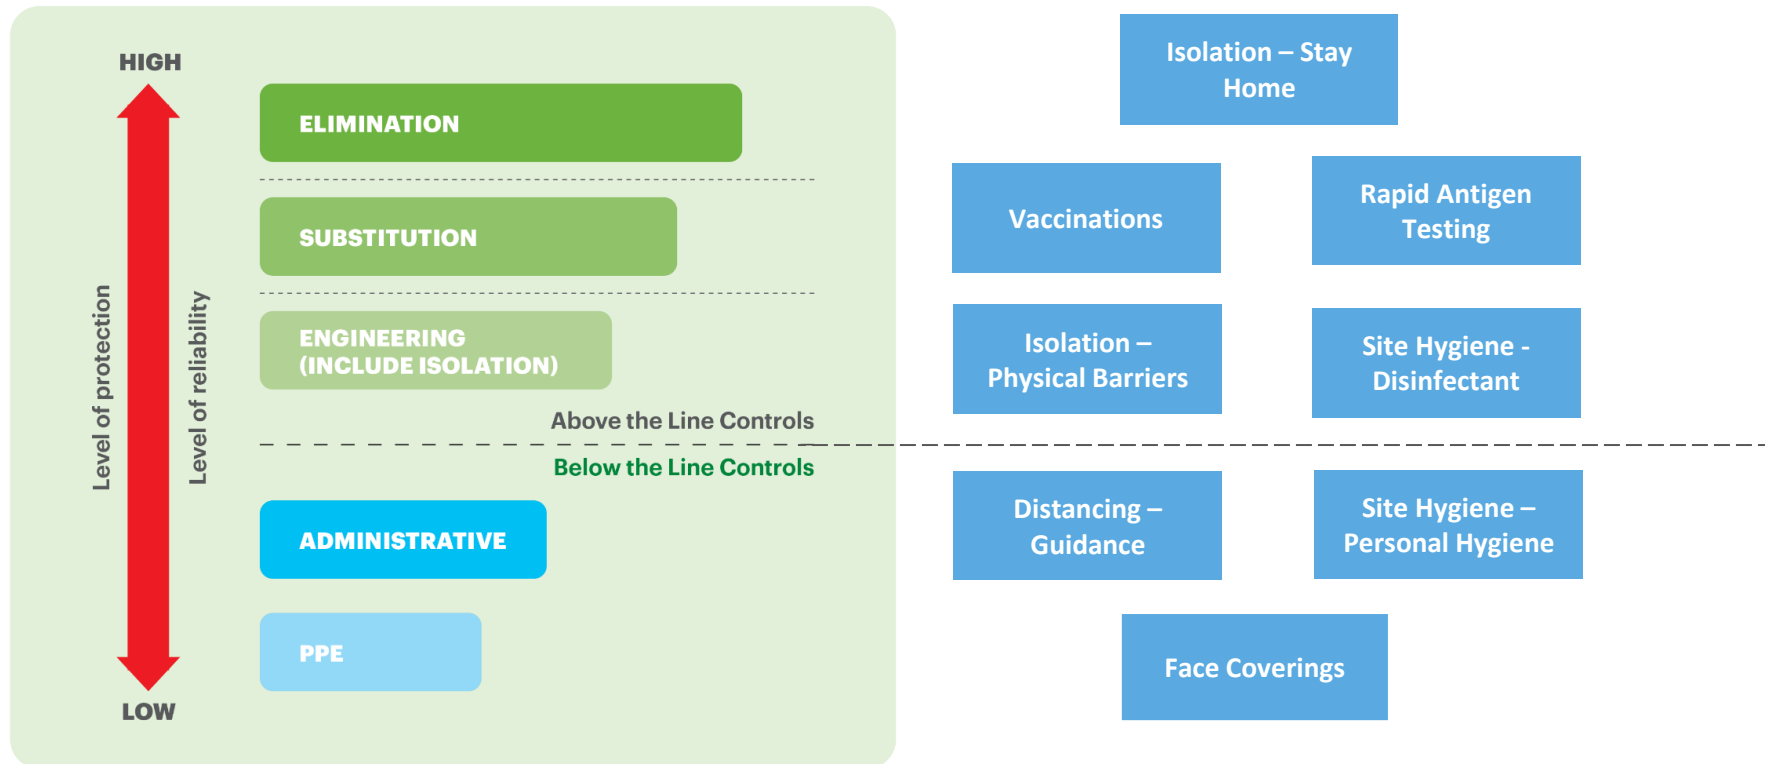 HIGH
ELIMINATION
SUBSTITUTION
ENGINEERING
(INCLUDE ISOLATION)
Level of protection
Level of reliability
Above the Line Controls
Below the Line Controls
ADMINISTRATIVE
PPE
LOW
Isolation – Stay
Home
Vaccinations
Rapid Antigen
Testing
Isolation –
Physical Barriers
Site Hygiene -
Disinfectant
Distancing –
Guidance
Site Hygiene –
Personal Hygiene
Face Coverings